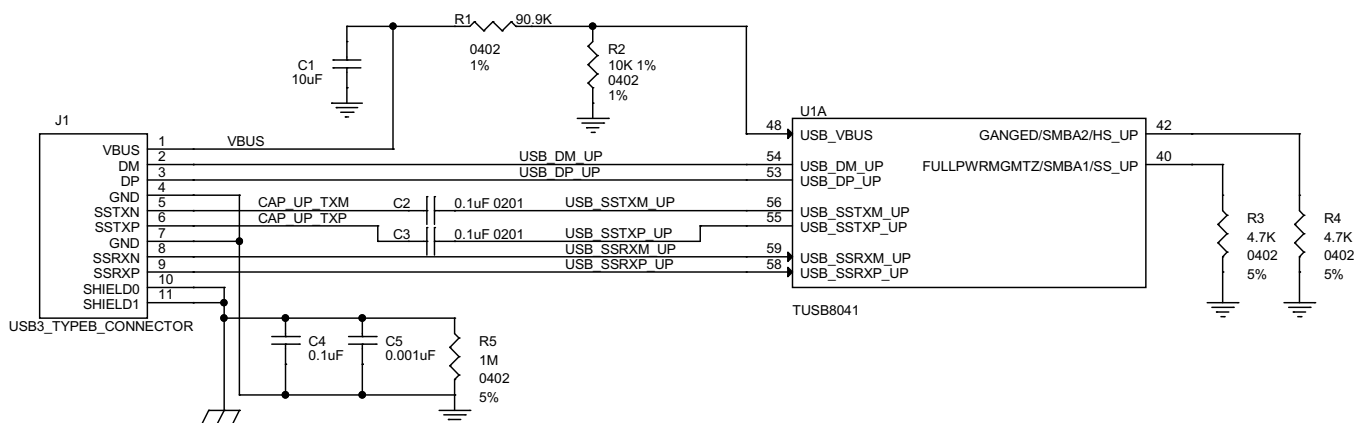 R1 90.9K
0402
1%
R2
10K 1%
0402
1%
C1
10uF
J1
VBUS 1 VBUS
DM 2 USB_DM_UP
DP 3 USB_DP_UP
GND 4
SSTXN 5 CAP_UP_TXM C2 0.1uF 0201 USB_SSTXM_UP
SSTXP 6 CAP_UP_TXP C3 0.1uF 0201 USB_SSTXP_UP
GND 7
SSRXN 8 USB_SSRXM_UP
SSRXP 9 USB_SSRXP_UP
SHIELD0 10
SHIELD1 11
USB3_TYPEB_CONNECTOR
U1A
48 USB_VBUS GANGED/SMBA2/HS_UP 42
54 USB_DM_UP FULLPWRMGMTZ/SMBA1/SS_UP 40
53 USB_DP_UP
56 USB_SSTXM_UP
55 USB_SSTXP_UP
59 USB_SSRXM_UP
58 USB_SSRXP_UP
TUSB8041
R3
4.7K
0402
5%
R4
4.7K
0402
5%
C4
0.1uF
C5
0.001uF
R5
1M
0402
5%